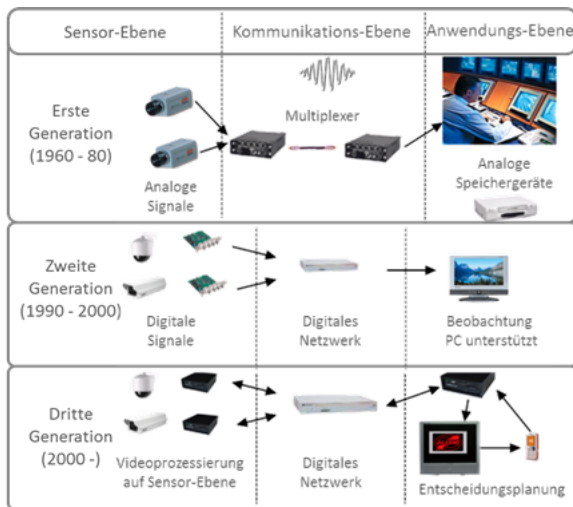 Sensor-Ebene
Kommunikations-Ebene
Anwendungs-Ebene
Erste
Generation
(1960 - 80)
Analoge
Signale
Multiplexer
Analoge
Speichergeräte
Zweite
Generation
(1990 - 2000)
Digitale
Signale
Digitales
Netzwerk
Beobachtung
PC unterstützt
Dritte
Generation
(2000 -)
Videoprozessierung
auf Sensor-Ebene
Digitales
Netzwerk
Entscheidungsplanung